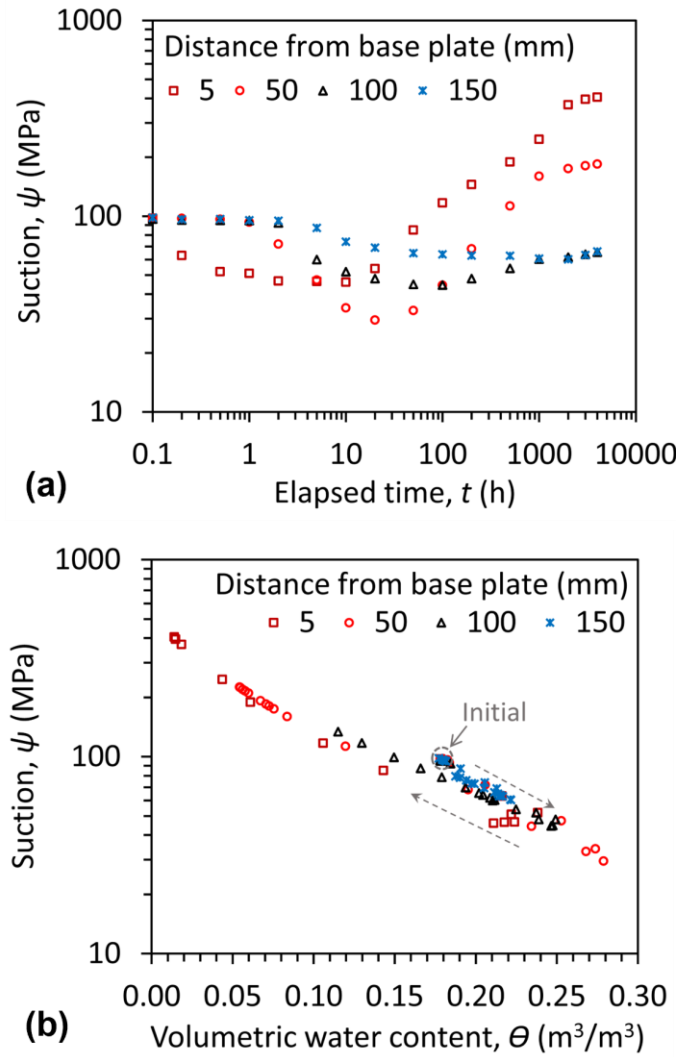 1000
Distance from base plate (mm)
5 50 100 150
Suction, ψ (MPa)
100
10
0.1 1 10 100 1000 10000
(a)
Elapsed time, t (h)
1000
Distance from base plate (mm)
5 50 100 150
Suction, ψ (MPa)
Initial
100
10
0.00 0.05 0.10 0.15 0.20 0.25 0.30
(b)
Volumetric water content, Θ (m³/m³)